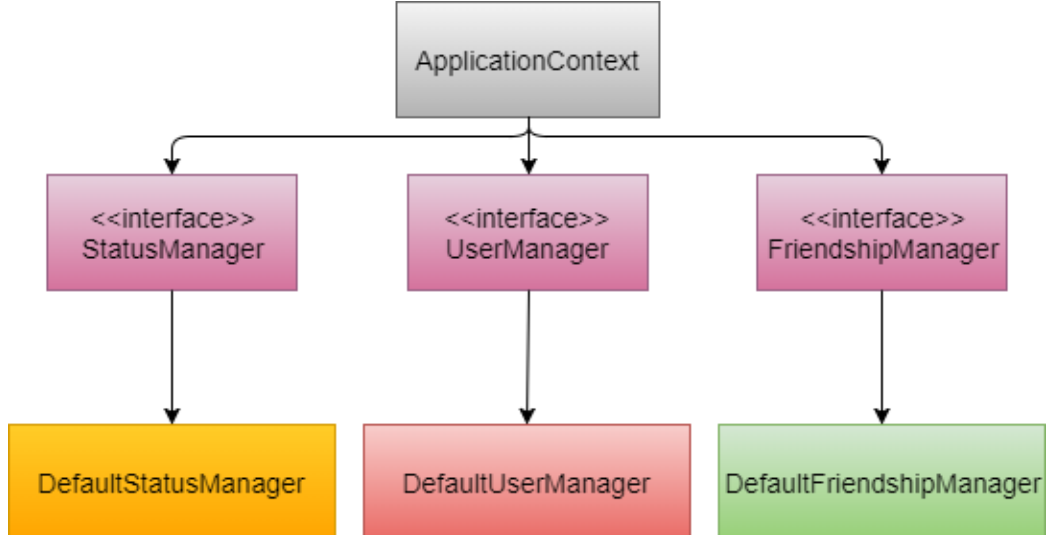 ApplicationContext
<<interface>>
StatusManager
<<interface>>
UserManager
<<interface>>
FriendshipManager
DefaultStatusManager
DefaultUserManager
DefaultFriendshipManager